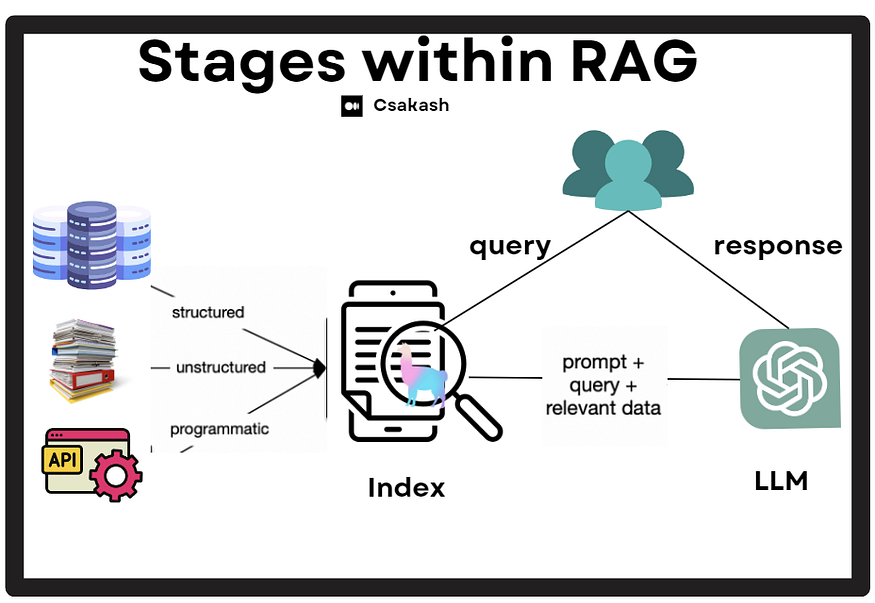 Stages within RAG
Csakash
query
response
structured
unstructured
programmatic
API
prompt +
query +
relevant data
Index
LLM